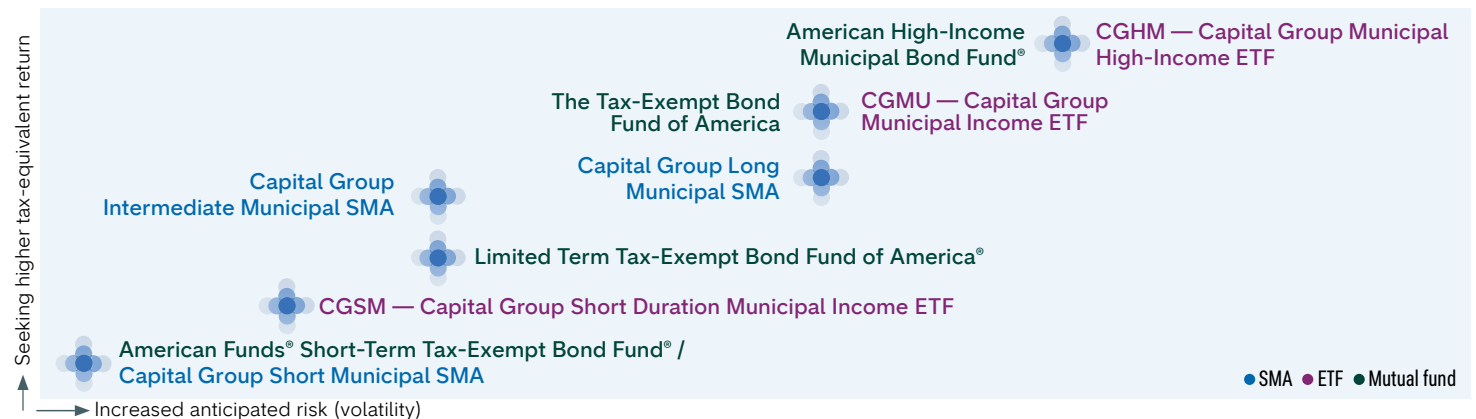 Seeking higher tax-equivalent return
American High-Income
Municipal Bond Fund®
CGHM — Capital Group Municipal
High-Income ETF
The Tax-Exempt Bond
Fund of America
CGMU — Capital Group
Municipal Income ETF
Capital Group Long
Municipal SMA
Capital Group
Intermediate Municipal SMA
Limited Term Tax-Exempt Bond Fund of America®
CGSM — Capital Group Short Duration Municipal Income ETF
American Funds® Short-Term Tax-Exempt Bond Fund® /
Capital Group Short Municipal SMA
SMA ETF Mutual fund
Increased anticipated risk (volatility)